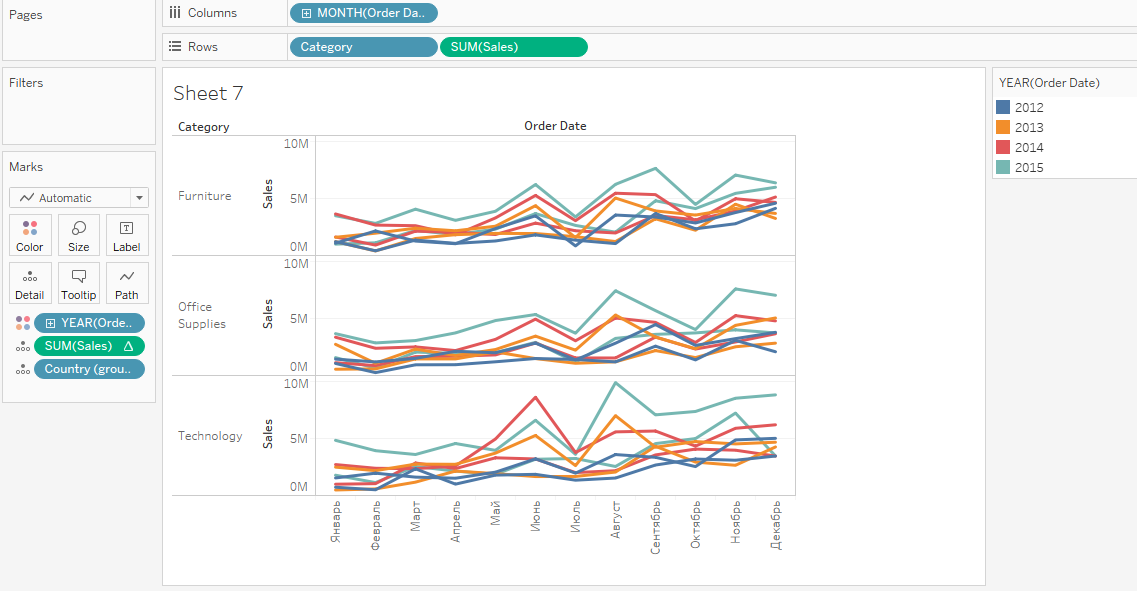 Pages
Columns
MONTH(Order Da..
Rows
Category
SUM(Sales)
Filters
Marks
Automatic
Color
Size
Label
Detail
Tooltip
Path
YEAR(Orde..
SUM(Sales)
Country (grou..
Sheet 7
Category
Order Date
Furniture
Sales
10M
5M
0M
Office
Supplies
Sales
10M
5M
0M
Technology
Sales
10M
5M
0M
Январь
Февраль
Март
Апрель
Май
Июнь
Июль
Август
Сентябрь
Октябрь
Ноябрь
Декабрь
YEAR(Order Date)
2012
2013
2014
2015